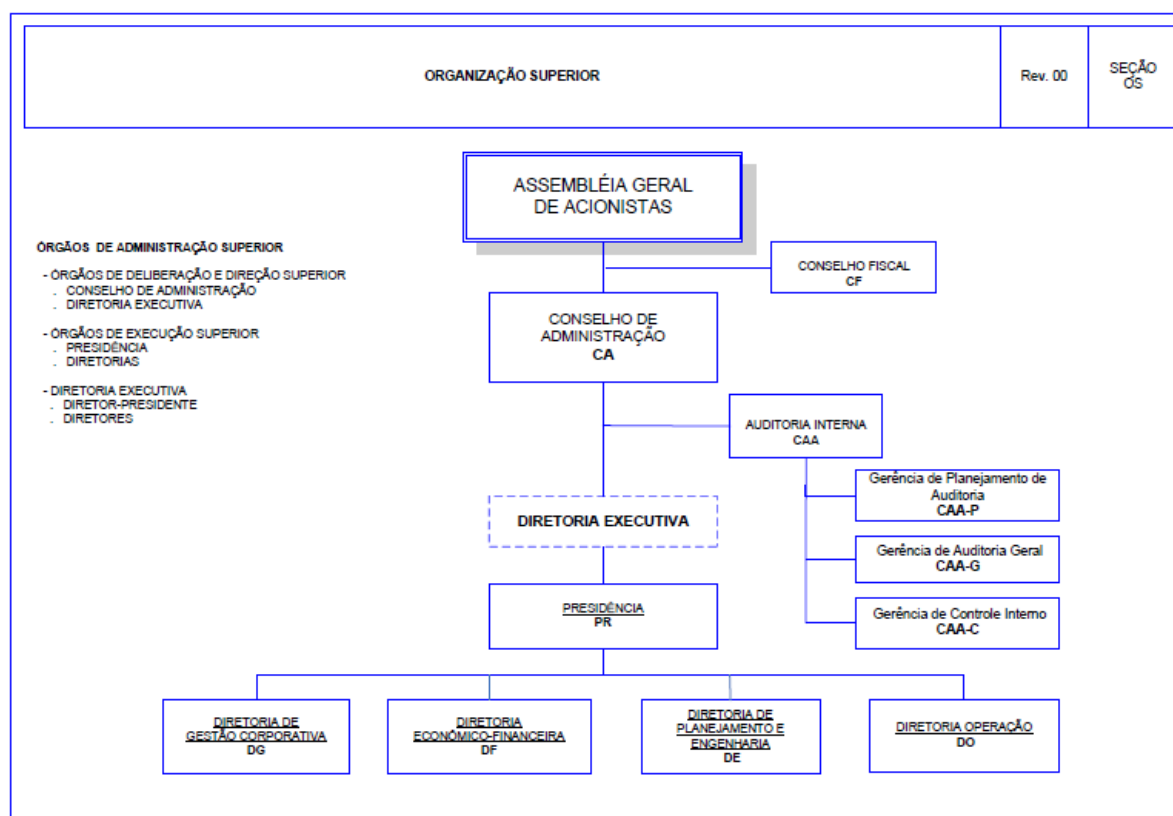 ORGANIZAÇÃO SUPERIOR
Rev. 00
SEÇÃO
OS
ASSEMBLÉIA GERAL
DE ACIONISTAS
ÓRGÃOS DE ADMINISTRAÇÃO SUPERIOR
- ÓRGÃOS DE DELIBERAÇÃO E DIREÇÃO SUPERIOR
. CONSELHO DE ADMINISTRAÇÃO
. DIRETORIA EXECUTIVA
- ÓRGÃOS DE EXECUÇÃO SUPERIOR
. PRESIDÊNCIA
. DIRETORIAS
- DIRETORIA EXECUTIVA
. DIRETOR-PRESIDENTE
. DIRETORES
CONSELHO FISCAL
CF
CONSELHO DE
ADMINISTRAÇÃO
CA
AUDITORIA INTERNA
CAA
Gerência de Planejamento de
Auditoria
CAA-P
DIRETORIA EXECUTIVA
Gerência de Auditoria Geral
CAA-G
PRESIDÊNCIA
PR
Gerência de Controle Interno
CAA-C
DIRETORIA DE
GESTÃO CORPORATIVA
DG
DIRETORIA
ECONÔMICO-FINANCEIRA
DF
DIRETORIA DE
PLANEJAMENTO E
ENGENHARIA
DE
DIRETORIA OPERAÇÃO
DO